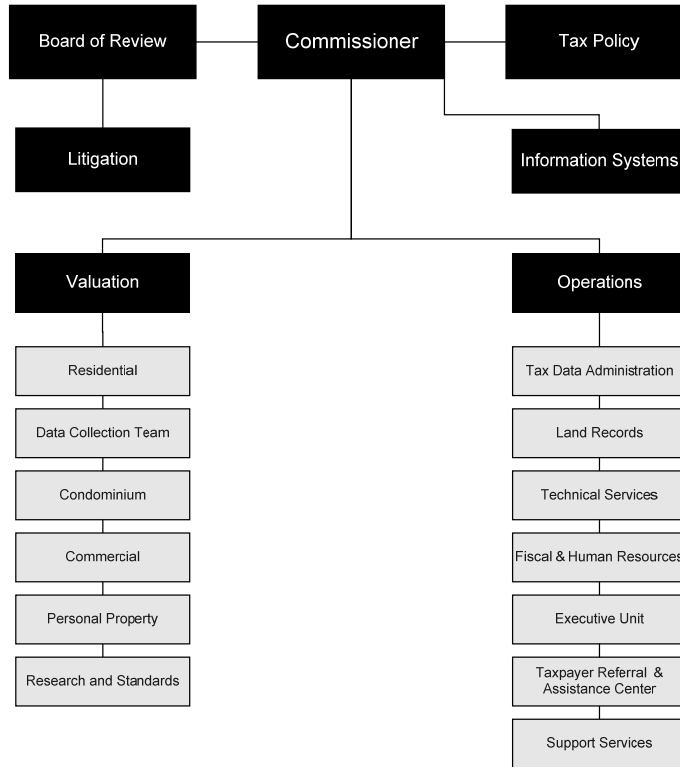 Board of Review
Commissioner
Tax Policy
Litigation
Information Systems
Valuation
Operations
Residential
Data Collection Team
Condominium
Commercial
Personal Property
Research and Standards
Tax Data Administration
Land Records
Technical Services
Fiscal & Human Resources
Executive Unit
Taxpayer Referral &
Assistance Center
Support Services